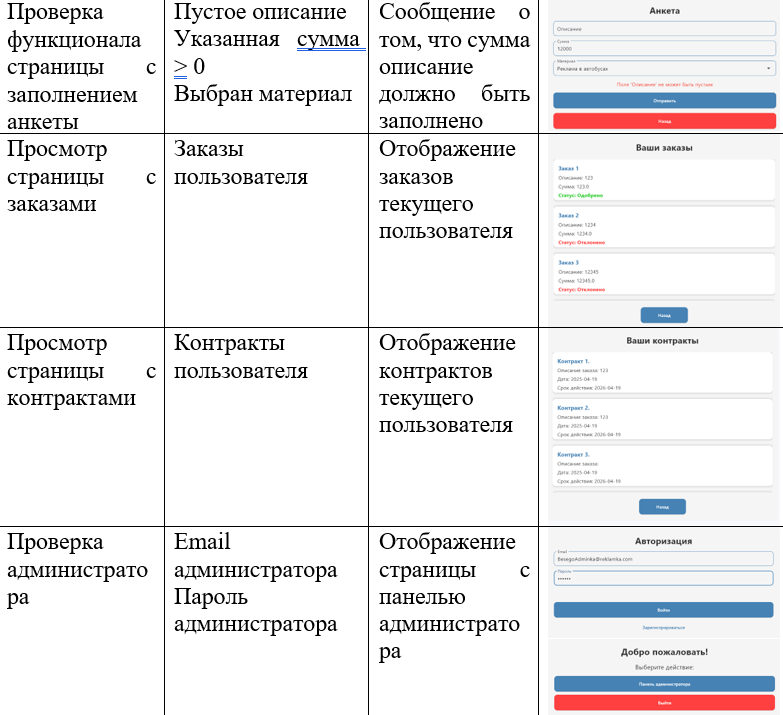 Проверка
функционала
страницы с
заполнением
анкеты
Пустое описание
Указанная сумма
> 0
Выбран материал
Сообщение о
том, что сумма
описание
должно быть
заполнено
Анкета
Описание
Сумма
12000
Материал
Реклама в автобусах
Поле "Описание" не может быть пустым
Отправить
Назад
Просмотр
страницы с
заказами
Заказы
пользователя
Отображение
заказов
текущего
пользователя
Ваши заказы
Заказ 1
Описание: 123
Сумма: 123.0
Статус: Одобрено
Заказ 2
Описание: 1234
Сумма: 1234.0
Статус: Отклонено
Заказ 3
Описание: 12345
Сумма: 12345.0
Статус: Отклонено
Назад
Просмотр
страницы с
контрактами
Контракты
пользователя
Отображение
контрактов
текущего
пользователя
Ваши контракты
Контракт 1.
Описание заказа: 123
Дата: 2025-04-19
Срок действия: 2026-04-19
Контракт 2.
Описание заказа: 123
Дата: 2025-04-19
Срок действия: 2026-04-19
Контракт 3.
Описание заказа:
Дата: 2025-04-19
Срок действия: 2026-04-19
Назад
Проверка
администрато
ра
Email
администратора
Пароль
администратора
Отображение
страницы с
панелью
администрато
ра
Авторизация
Email
BesegoAdminka@reklamka.com
Пароль
••••••
Войти
Зарегистрироваться
Добро пожаловать!
Выберите действие:
Панель администратора
Выйти